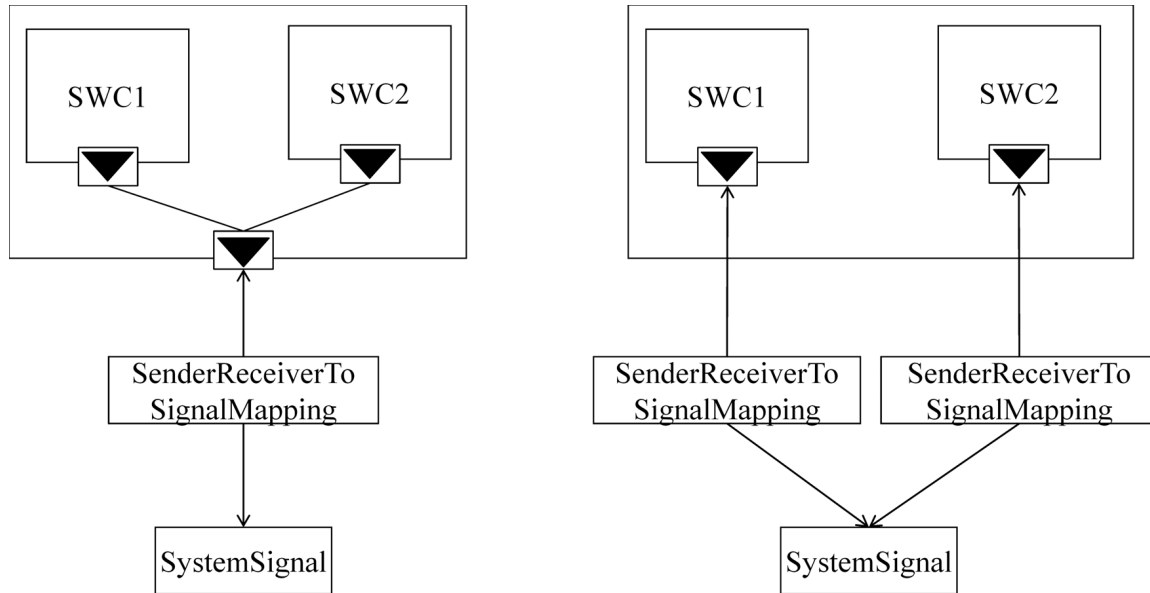 SWC1
SWC2
SenderReceiverTo
SignalMapping
SystemSignal
SWC1
SWC2
SenderReceiverTo
SignalMapping
SenderReceiverTo
SignalMapping
SystemSignal